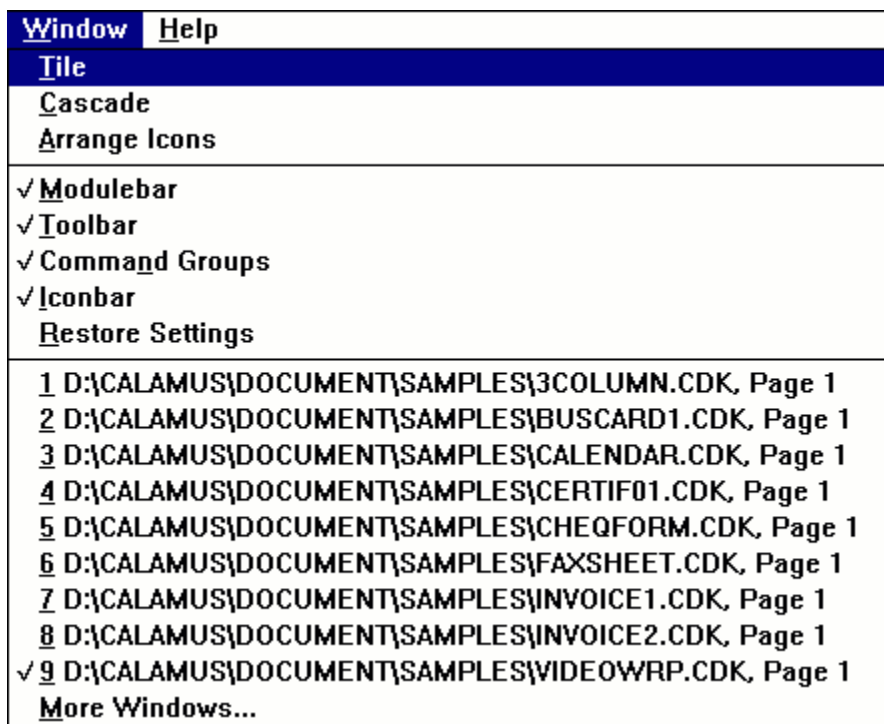 Window Help
Tile
Cascade
Arrange Icons
√ Modulebar
√ Toolbar
√ Command Groups
√ Iconbar
Restore Settings
1 D:\CALAMUS\DOCUMENT\SAMPLES\3COLUMN.CDK, Page 1
2 D:\CALAMUS\DOCUMENT\SAMPLES\BUSCARD1.CDK, Page 1
3 D:\CALAMUS\DOCUMENT\SAMPLES\CALENDAR.CDK, Page 1
4 D:\CALAMUS\DOCUMENT\SAMPLES\CERTIF01.CDK, Page 1
5 D:\CALAMUS\DOCUMENT\SAMPLES\CHEQFORM.CDK, Page 1
6 D:\CALAMUS\DOCUMENT\SAMPLES\FAXSHEET.CDK, Page 1
7 D:\CALAMUS\DOCUMENT\SAMPLES\INVOICE1.CDK, Page 1
8 D:\CALAMUS\DOCUMENT\SAMPLES\INVOICE2.CDK, Page 1
√ 9 D:\CALAMUS\DOCUMENT\SAMPLES\VIDEOWRP.CDK, Page 1
More Windows...